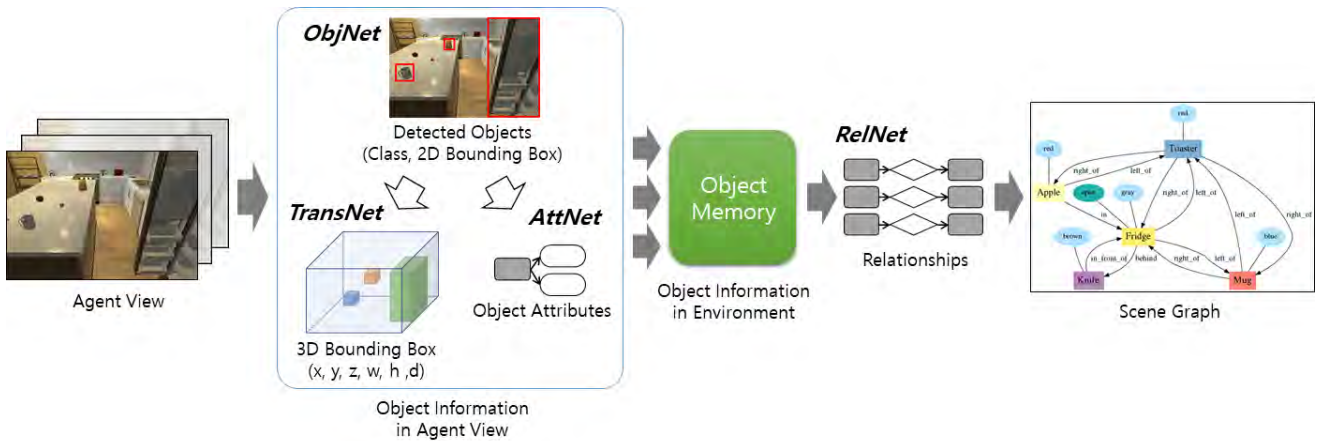 ObjNet
Detected Objects
(Class, 2D Bounding Box)
TransNet
AttNet
Object Attributes
3D Bounding Box
(x, y, z, w, h ,d)
Agent View
Object Information
in Agent View
Object
Memory
Object Information
in Environment
RelNet
Relationships
red
red
Toaster
right_of
left_of
Apple
open
gray
right_of
left_of
in
left_of
right_of
brown
Fridge
blue
in_front_of
behind
right_of
left_of
Knife
Mug
Scene Graph